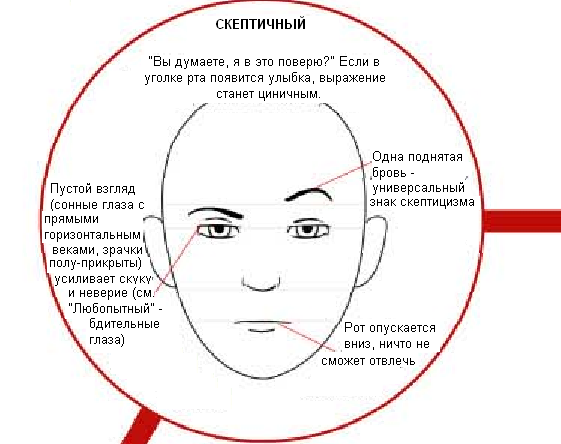 СКЕПТИЧНЫЙ
"Вы думаете, я в это поверю?" Если в
уголке рта появится улыбка, выражение
станет циничным.
Одна поднятая
бровь -
универсальный
знак скептицизма
Пустой взгляд
(сонные глаза с
прямыми
горизонтальным
веками, зрачки
полу-прикрыты)
усиливает скуку
и неверие (см.
"Любопытный" -
бдительные
глаза)
Рот опускается
вниз, ничто не
сможет отвлечь